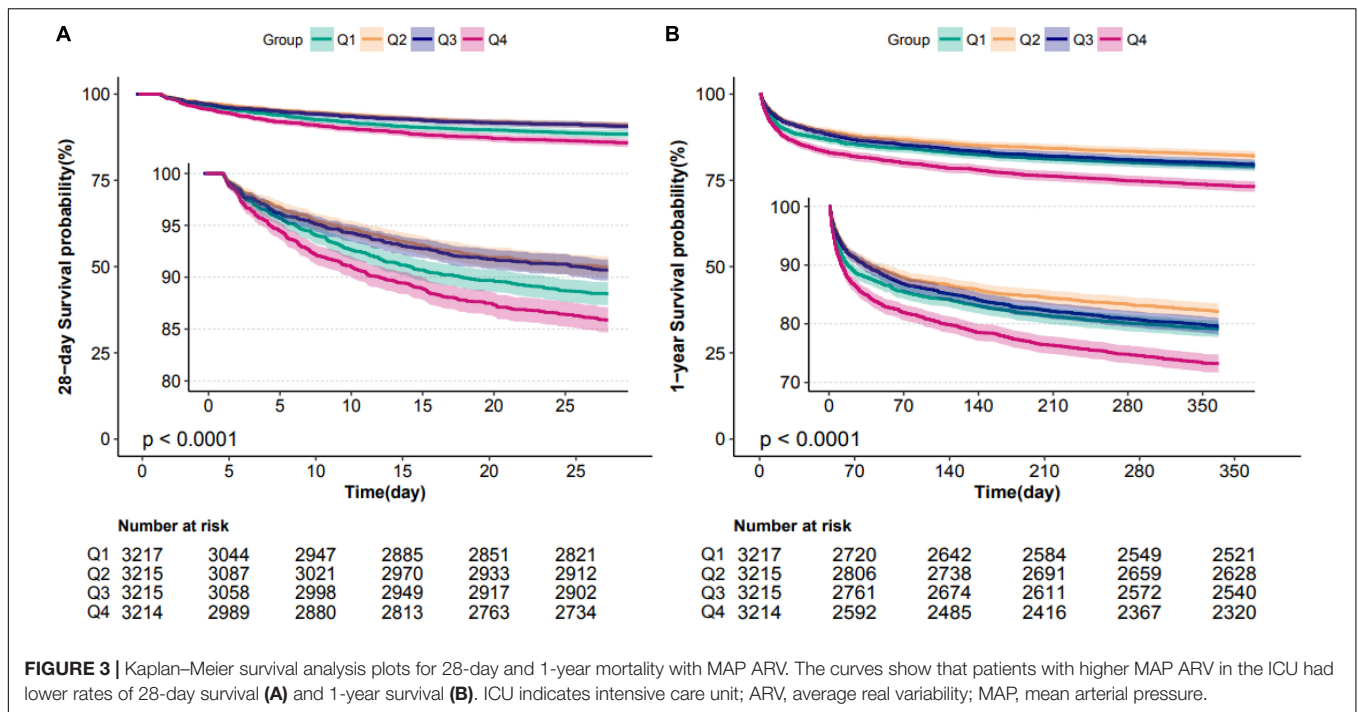 A
Group Q1 Q2 Q3 Q4
28−day Survival probability(%)
100
75
50
25
0
100
95
90
85
80
0 5 10 15 20 25
p < 0.0001
0 5 10 15 20 25
Time(day)
Number at risk
Q1 3217 3044 2947 2885 2851 2821
Q2 3215 3087 3021 2970 2933 2912
Q3 3215 3058 2998 2949 2917 2902
Q4 3214 2989 2880 2813 2763 2734
B
Group Q1 Q2 Q3 Q4
1−year Survival probability(%)
100
75
50
25
0
100
90
80
70
0 70 140 210 280 350
p < 0.0001
0 70 140 210 280 350
Time(day)
Number at risk
Q1 3217 2720 2642 2584 2549 2521
Q2 3215 2806 2738 2691 2659 2628
Q3 3215 2761 2674 2611 2572 2540
Q4 3214 2592 2485 2416 2367 2320
FIGURE 3 | Kaplan–Meier survival analysis plots for 28-day and 1-year mortality with MAP ARV. The curves show that patients with higher MAP ARV in the ICU had
lower rates of 28-day survival (A) and 1-year survival (B). ICU indicates intensive care unit; ARV, average real variability; MAP, mean arterial pressure.